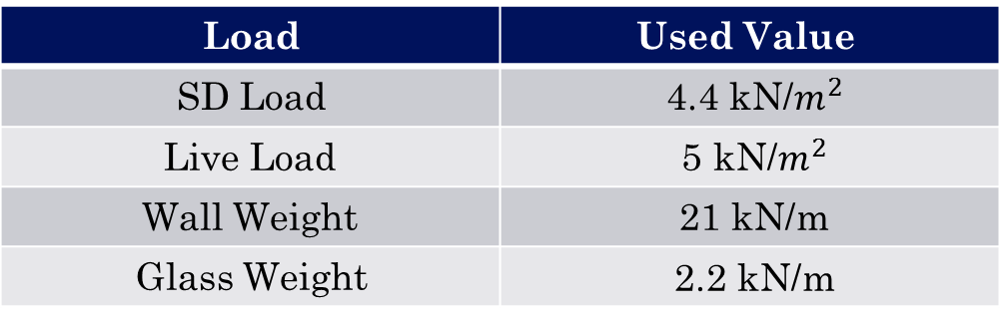 Load Used Value
SD Load 4.4 kN/m²
Live Load 5 kN/m²
Wall Weight 21 kN/m
Glass Weight 2.2 kN/m